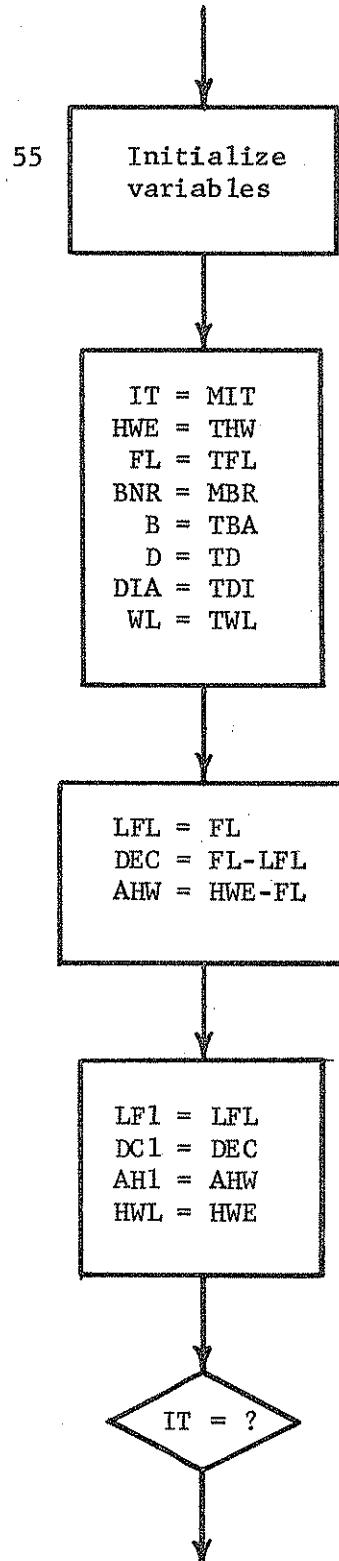 55
Initialize
variables
IT = MIT
HWE = THW
FL = TFL
BNR = MBR
B = TBA
D = TD
DIA = TDI
WL = TWL
LFL = FL
DEC = FL-LFL
AHW = HWE-FL
LF1 = LFL
DC1 = DEC
AH1 = AHW
HWL = HWE
IT = ?